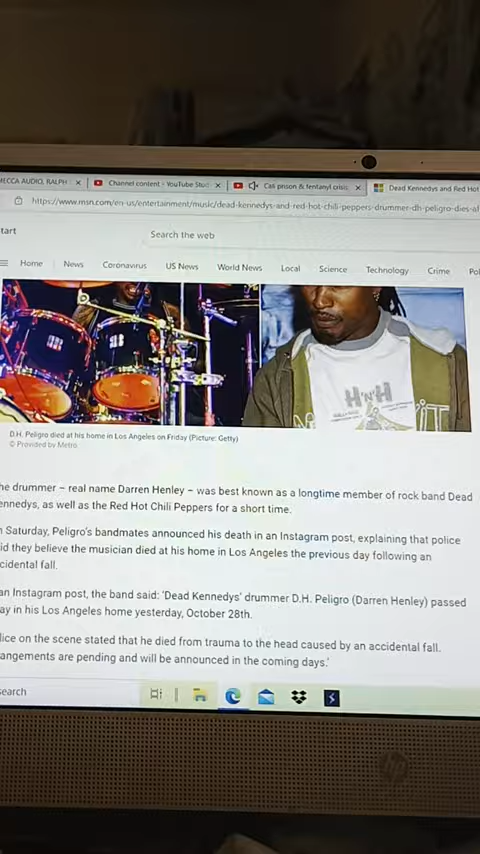 MECCA AUDIO, RALPH
Channel content - YouTube Stud
Cali prison & fentanyl crisis
Dead Kennedys and Red Hot
https://www.msn.com/en-us/entertainment/music/dead-kennedys-and-red-hot-chili-peppers-drummer-dh-peligro-dies-af
tart
Search the web
Home
News
Coronavirus
US News
World News
Local
Science
Technology
Crime
Pol
H'N'H
D.H. Peligro died at his home in Los Angeles on Friday (Picture: Getty)
© Provided by Metro
he drummer – real name Darren Henley – was best known as a longtime member of rock band Dead
ennedys, as well as the Red Hot Chili Peppers for a short time.
n Saturday, Peligro's bandmates announced his death in an Instagram post, explaining that police
id they believe the musician died at his home in Los Angeles the previous day following an
cidental fall.
an Instagram post, the band said: 'Dead Kennedys' drummer D.H. Peligro (Darren Henley) passed
ay in his Los Angeles home yesterday, October 28th.
lice on the scene stated that he died from trauma to the head caused by an accidental fall.
angements are pending and will be announced in the coming days.'
earch
hp